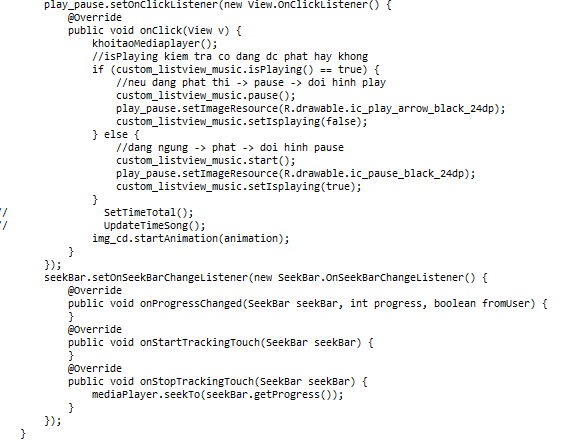 play_pause.setOnClickListener(new View.OnClickListener() {
@Override
public void onClick(View v) {
khoitaoMediaplayer();
//isPlaying kiem tra co dang dc phat hay khong
if (custom_listview_music.isPlaying() == true) {
//neu dang phat thi -> pause -> doi hinh play
custom_listview_music.pause();
play_pause.setImageResource(R.drawable.ic_play_arrow_black_24dp);
custom_listview_music.setIsplaying(false);
} else {
//dang ngung -> phat -> doi hinh pause
custom_listview_music.start();
play_pause.setImageResource(R.drawable.ic_pause_black_24dp);
custom_listview_music.setIsplaying(true);
}
// SetTimeTotal();
// UpdateTimeSong();
img_cd.startAnimation(animation);
}
});
seekBar.setOnSeekBarChangeListener(new SeekBar.OnSeekBarChangeListener() {
@Override
public void onProgressChanged(SeekBar seekBar, int progress, boolean fromUser) {
}
@Override
public void onStartTrackingTouch(SeekBar seekBar) {
}
@Override
public void onStopTrackingTouch(SeekBar seekBar) {
mediaPlayer.seekTo(seekBar.getProgress());
}
});
}